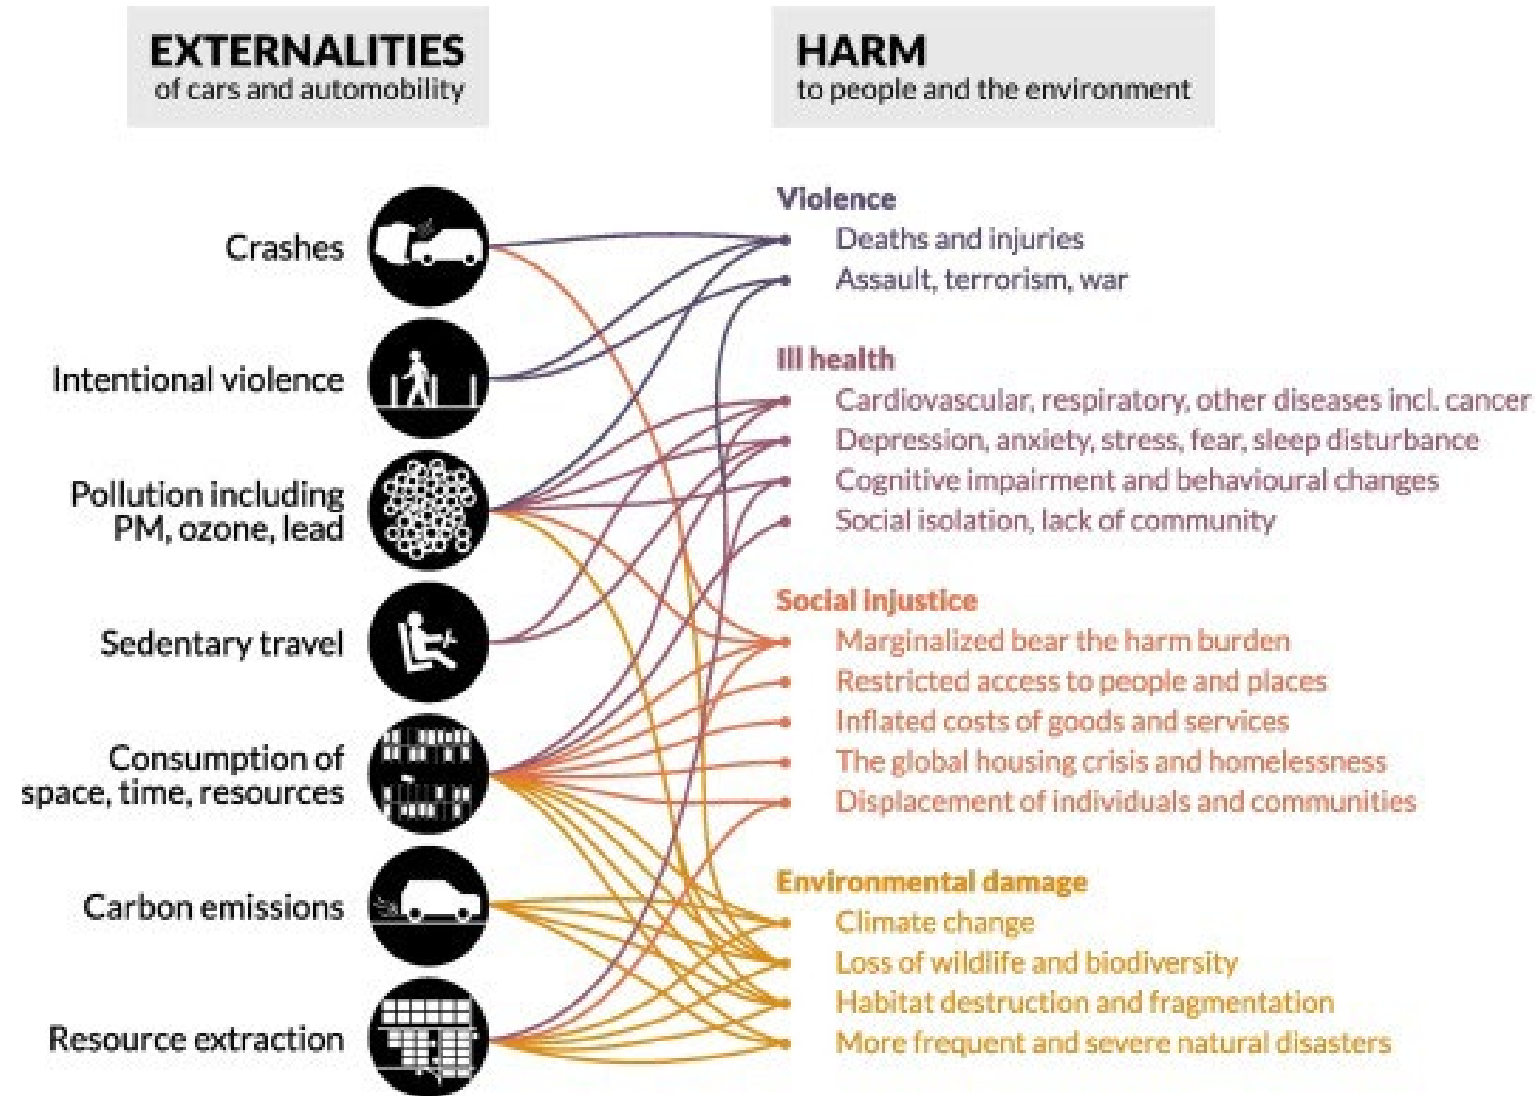 EXTERNALITIES
of cars and automobility
HARM
to people and the environment
Crashes
Intentional violence
Pollution including
PM, ozone, lead
Sedentary travel
Consumption of
space, time, resources
Carbon emissions
Resource extraction
Violence
Deaths and injuries
Assault, terrorism, war
Ill health
Cardiovascular, respiratory, other diseases incl. cancer
Depression, anxiety, stress, fear, sleep disturbance
Cognitive impairment and behavioural changes
Social isolation, lack of community
Social injustice
Marginalized bear the harm burden
Restricted access to people and places
Inflated costs of goods and services
The global housing crisis and homelessness
Displacement of individuals and communities
Environmental damage
Climate change
Loss of wildlife and biodiversity
Habitat destruction and fragmentation
More frequent and severe natural disasters